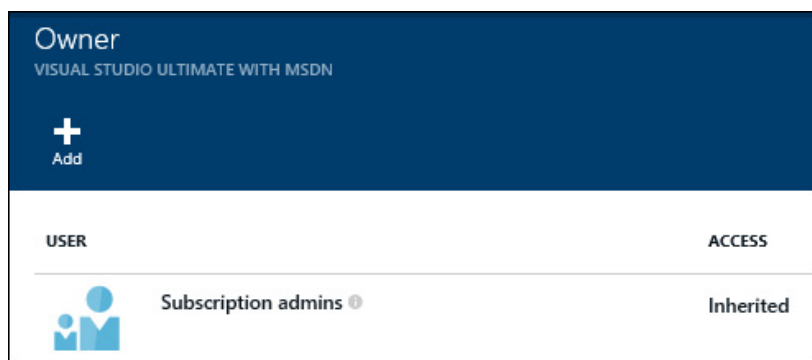 Owner
VISUAL STUDIO ULTIMATE WITH MSDN
Add
USER ACCESS
Subscription admins Inherited